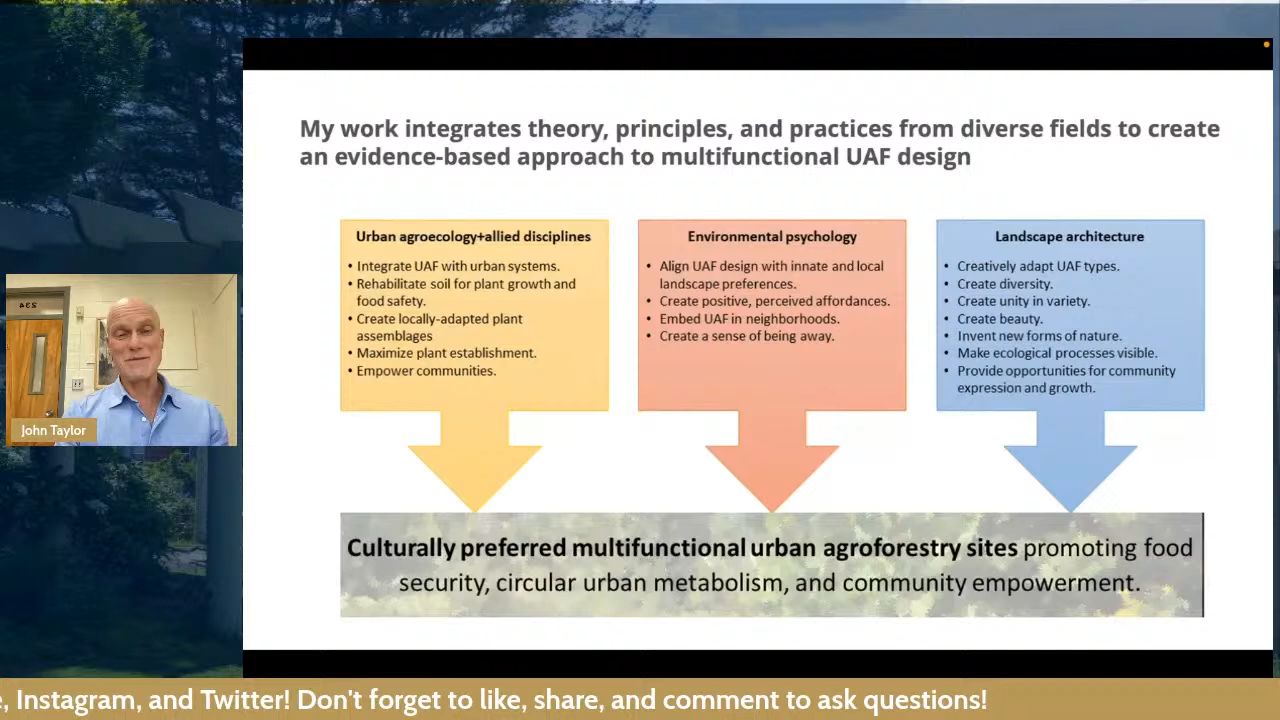 My work integrates theory, principles, and practices from diverse fields to create
an evidence-based approach to multifunctional UAF design
Urban agroecology+allied disciplines
• Integrate UAF with urban systems.
• Rehabilitate soil for plant growth and
food safety.
• Create locally-adapted plant
assemblages
• Maximize plant establishment.
• Empower communities.
Environmental psychology
• Align UAF design with innate and local
landscape preferences.
• Create positive, perceived affordances.
• Embed UAF in neighborhoods.
• Create a sense of being away.
Landscape architecture
• Creatively adapt UAF types.
• Create diversity.
• Create unity in variety.
• Create beauty.
• Invent new forms of nature.
• Make ecological processes visible.
• Provide opportunities for community
expression and growth.
Culturally preferred multifunctional urban agroforestry sites promoting food
security, circular urban metabolism, and community empowerment.
234
John Taylor
, Instagram, and Twitter! Don't forget to like, share, and comment to ask questions!